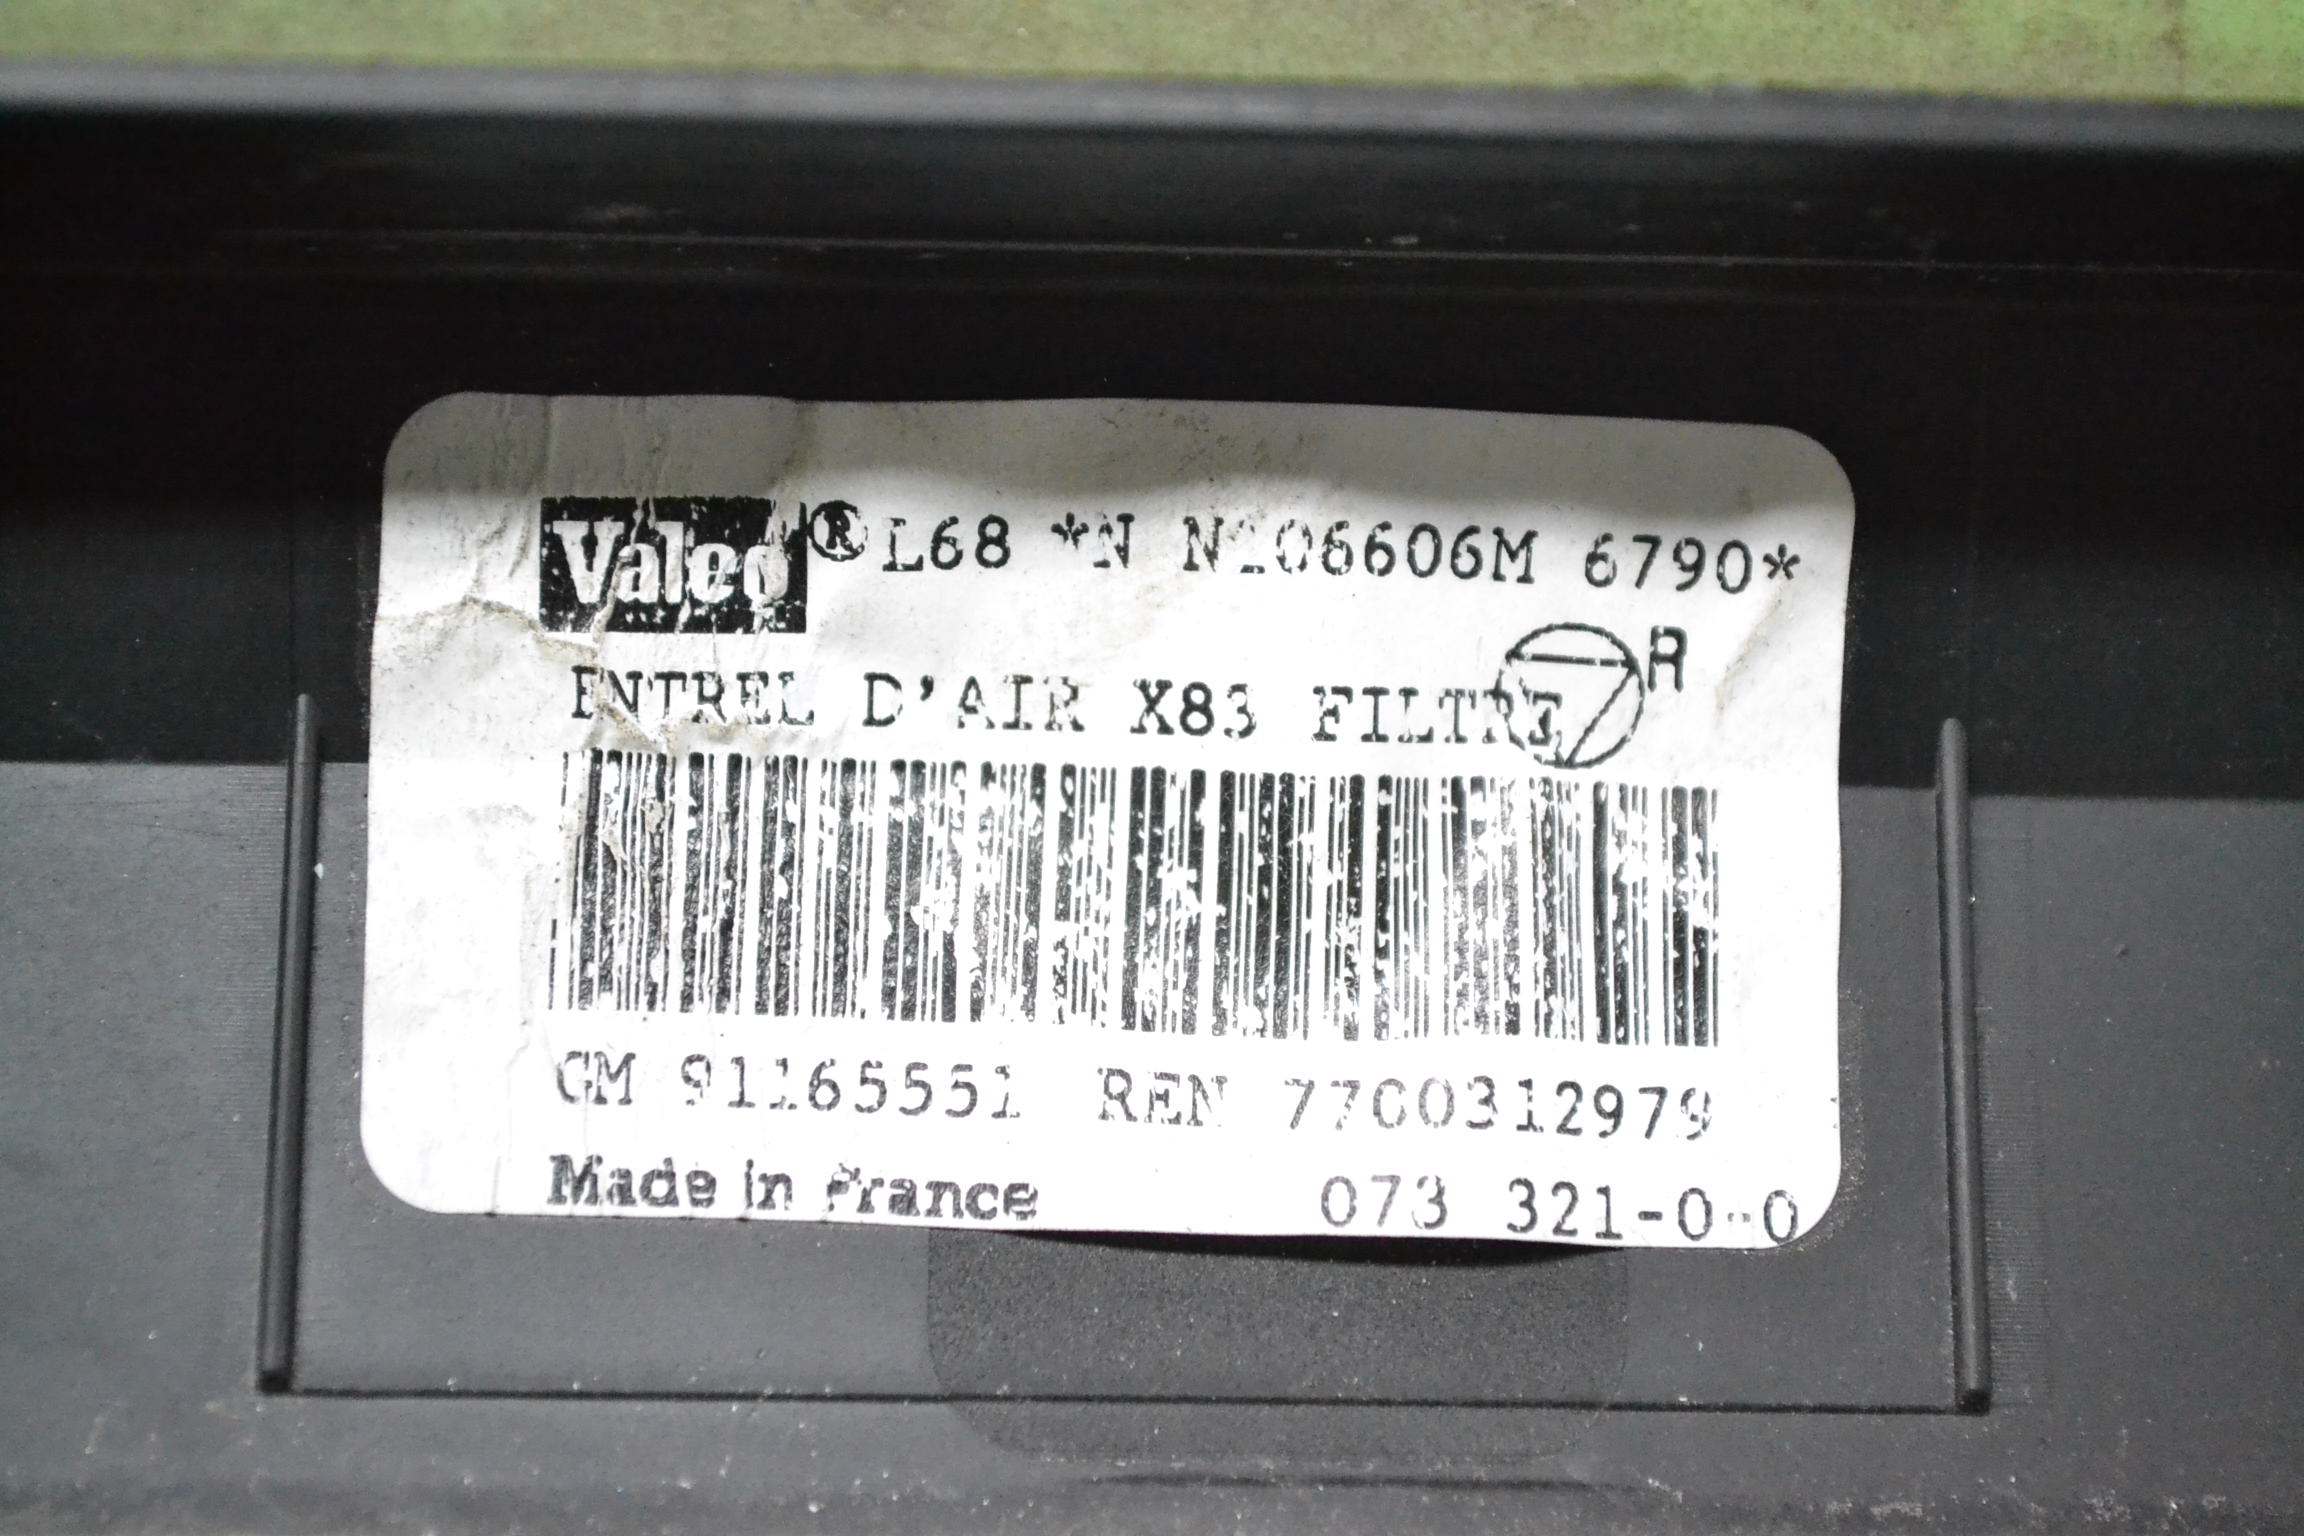 Valeo® L68 *N N106606M 6790*
R
ENTREL D'AIR X83 FILTRE
GM 91165551 REN 7700312979
Made in France 073 321-0-0